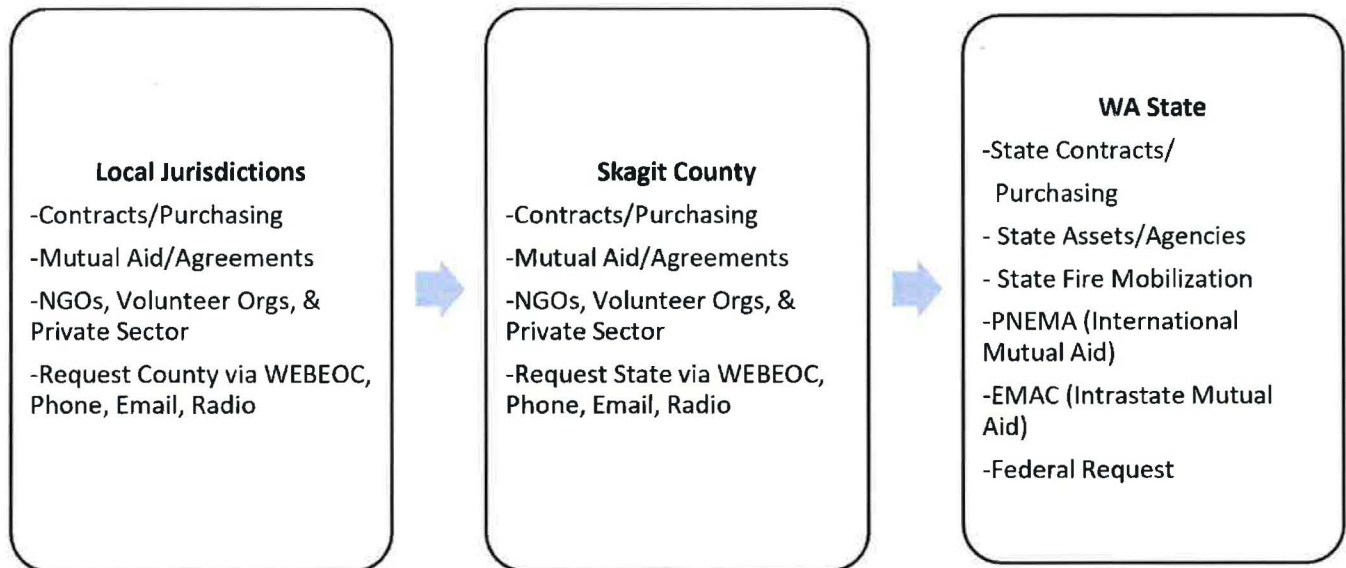 Local Jurisdictions
-Contracts/Purchasing
-Mutual Aid/Agreements
-NGOs, Volunteer Orgs, &
Private Sector
-Request County via WEBEOC,
Phone, Email, Radio
Skagit County
-Contracts/Purchasing
-Mutual Aid/Agreements
-NGOs, Volunteer Orgs, &
Private Sector
-Request State via WEBEOC,
Phone, Email, Radio
WA State
-State Contracts/
Purchasing
- State Assets/Agencies
- State Fire Mobilization
-PNEMA (International
Mutual Aid)
-EMAC (Intrastate Mutual
Aid)
-Federal Request